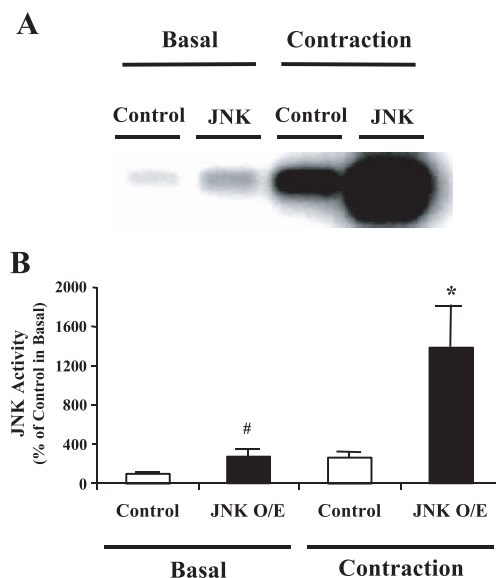 A
Basal Contraction
Control JNK Control JNK
B
JNK Activity
(% of Control in Basal)
2000
1600
1200
800
400
0
#
*
Control JNK O/E Control JNK O/E
Basal Contraction